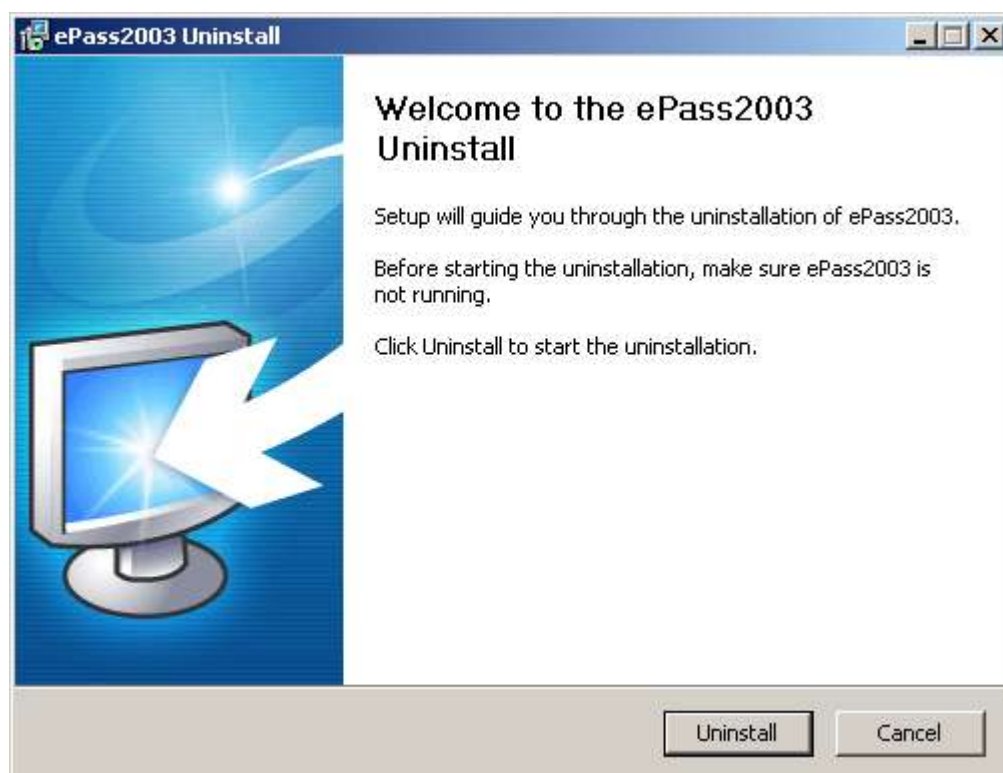 ePass2003 Uninstall
Welcome to the ePass2003
Uninstall
Setup will guide you through the uninstallation of ePass2003.
Before starting the uninstallation, make sure ePass2003 is
not running.
Click Uninstall to start the uninstallation.
Uninstall
Cancel